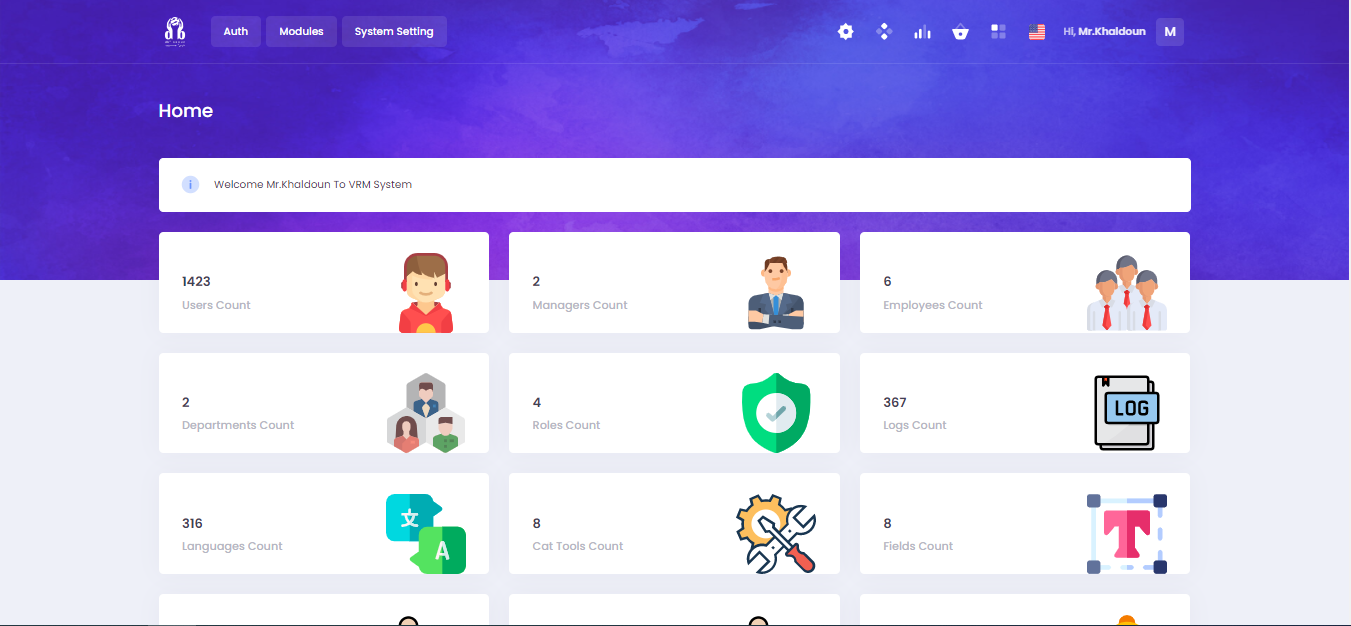 Auth
Modules
System Setting
Hi, Mr.Khaldoun
M
Home
Welcome Mr.Khaldoun To VRM System
1423
Users Count
2
Managers Count
6
Employees Count
2
Departments Count
4
Roles Count
367
Logs Count
LOG
316
Languages Count
文
A
8
Cat Tools Count
8
Fields Count
T